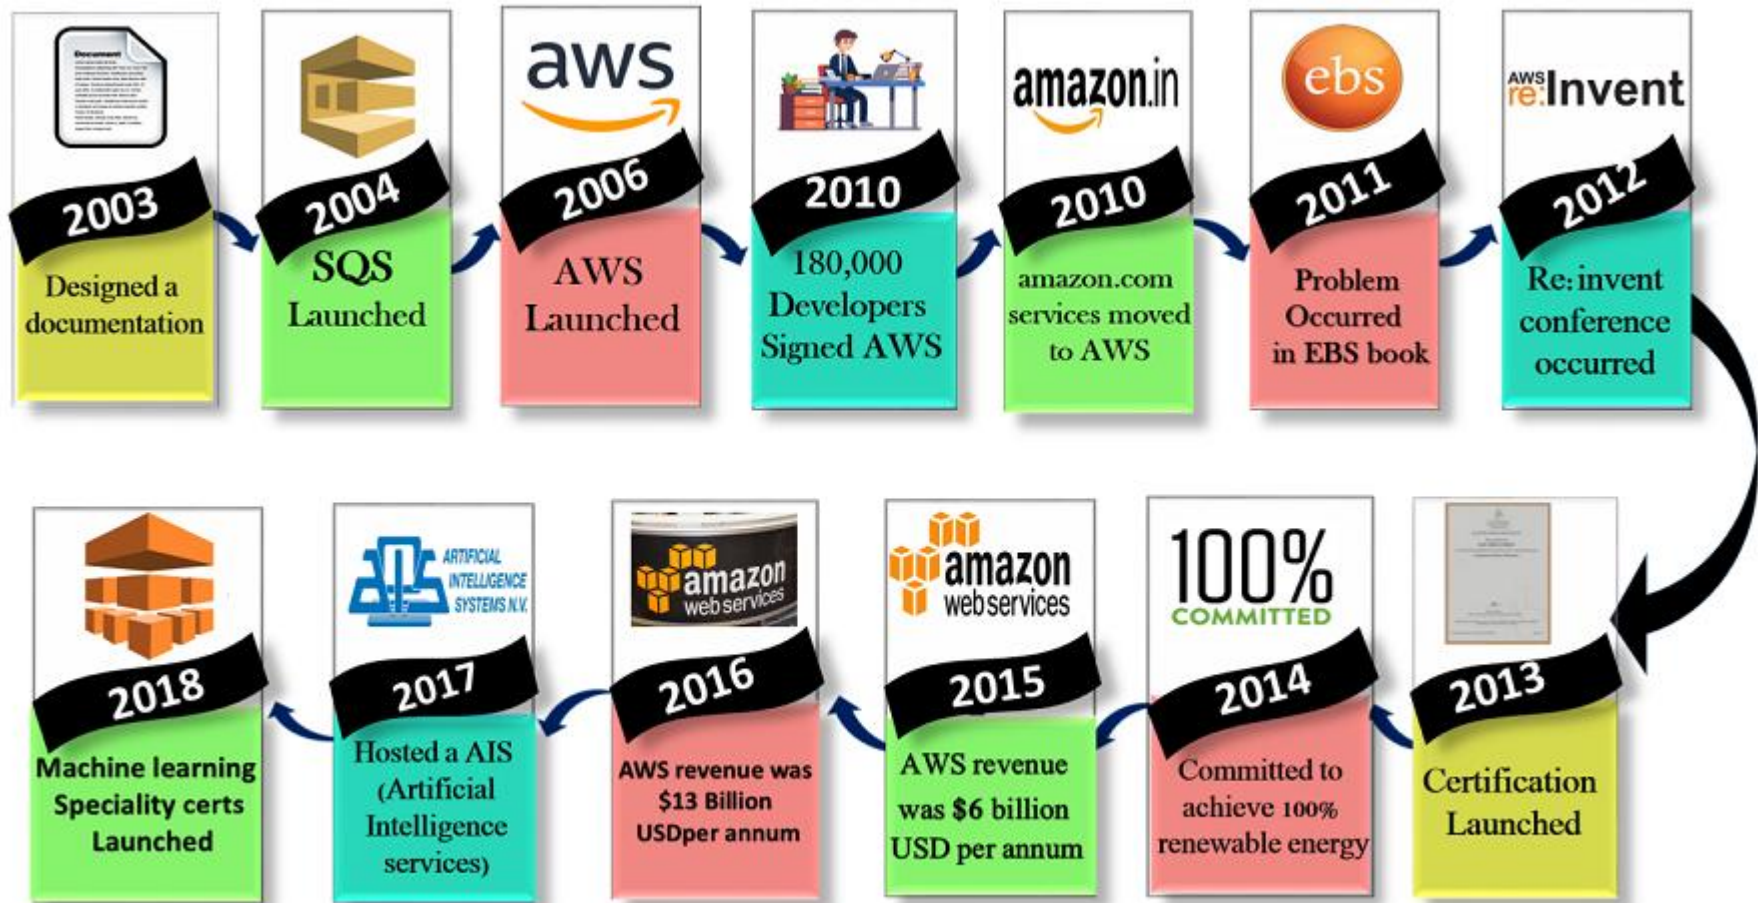 Document
2003
Designed a
documentation
2004
SQS
Launched
aws
2006
AWS
Launched
2010
180,000
Developers
Signed AWS
amazon.in
2010
amazon.com
services moved
to AWS
ebs
2011
Problem
Occurred
in EBS book
AWS
re:Invent
2012
Re: invent
conference
occurred
2013
Certification
Launched
100%
COMMITTED
2014
Committed to
achieve 100%
renewable energy
amazon
webservices
2015
AWS revenue
was $6 billion
USD per annum
amazon
webservices
2016
AWS revenue was
$13 Billion
USDper annum
AIS
ARTIFICIAL
INTELLIGENCE
SYSTEMS N.V.
2017
Hosted a AIS
(Artificial
Intelligence
services)
2018
Machine learning
Speciality certs
Launched